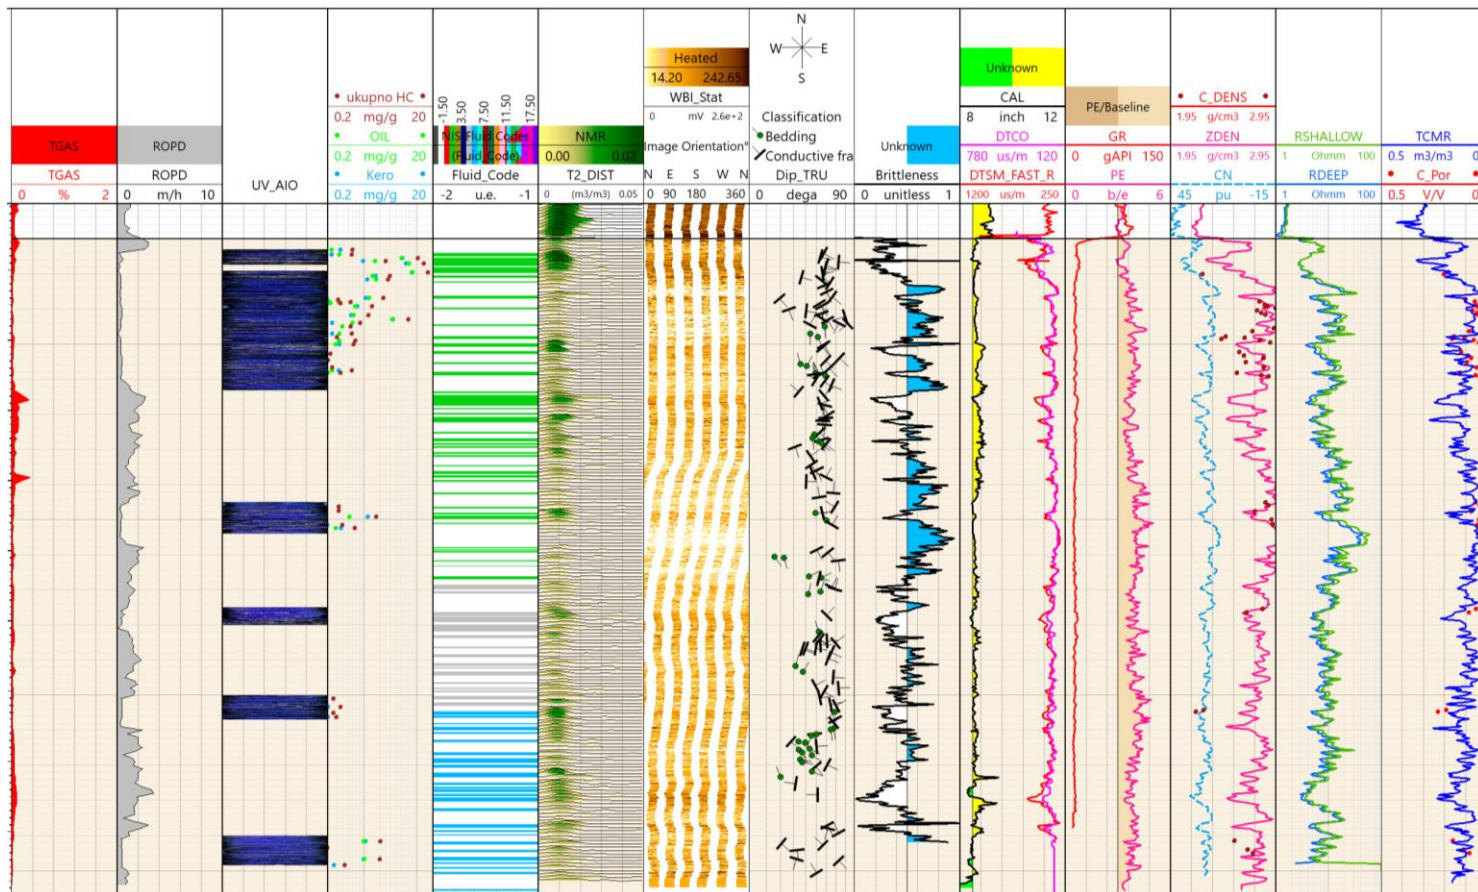 N
W E
S
Heated
14.20 242.65
Unknown
ukupno HC
-1.50 3.50 7.50 11.50 17.50
WBI_Stat
CAL
PE/Baseline
C_DENS
0.2 mg/g 20
0 mV 2.6e+2
Classification
8 inch 12
1.95 g/cm3 2.95
TGAS
ROPD
OIL
NIS Fluid Codes
NMR
Bedding
Unknown
DTCO
GR
ZDEN
RSHALLOW
TCMR
0.2 mg/g 20
(Fluid_Code)
0.00 0.02
Image Orientation°
Conductive fra
780 us/m 120
0 gAPI 150
1.95 g/cm3 2.95
1 Ohmm 100
0.5 m3/m3 0
TGAS
ROPD
UV_AIO
Kero
Fluid_Code
T2_DIST
N E S W N
Dip_TRU
Brittleness
DTSM_FAST_R
PE
CN
RDEEP
C_Por
0 % 2
0 m/h 10
0.2 mg/g 20
-2 u.e. -1
0 (m3/m3) 0.05
0 90 180 360
0 dega 90
0 unitless 1
1200 us/m 250
0 b/e 6
45 pu -15
1 Ohmm 100
0.5 V/V 0